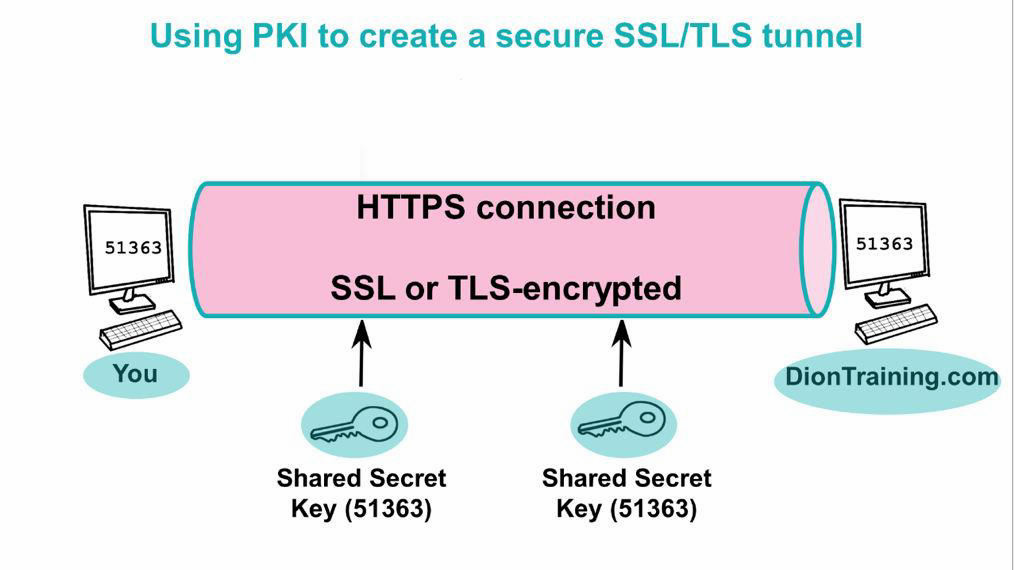 Using PKI to create a secure SSL/TLS tunnel
HTTPS connection
SSL or TLS-encrypted
51363
51363
You
DionTraining.com
Shared Secret
Key (51363)
Shared Secret
Key (51363)